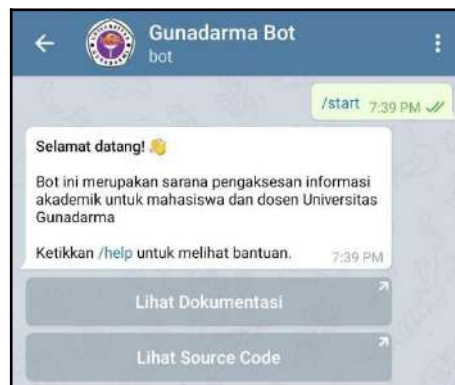 Gunadarma Bot
bot
/start 7:39 PM
Selamat datang! 👋
Bot ini merupakan sarana pengaksesan informasi
akademik untuk mahasiswa dan dosen Universitas
Gunadarma
Ketikkan /help untuk melihat bantuan. 7:39 PM
Lihat Dokumentasi
Lihat Source Code